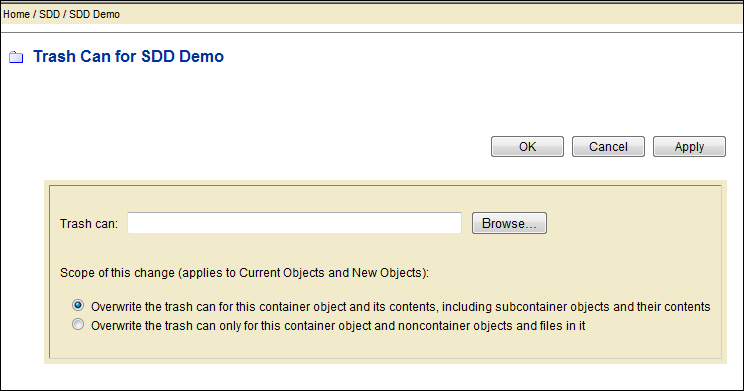 Home / SDD / SDD Demo
Trash Can for SDD Demo
OK Cancel Apply
Trash can: Browse...
Scope of this change (applies to Current Objects and New Objects):
Overwrite the trash can for this container object and its contents, including subcontainer objects and their contents
Overwrite the trash can only for this container object and noncontainer objects and files in it